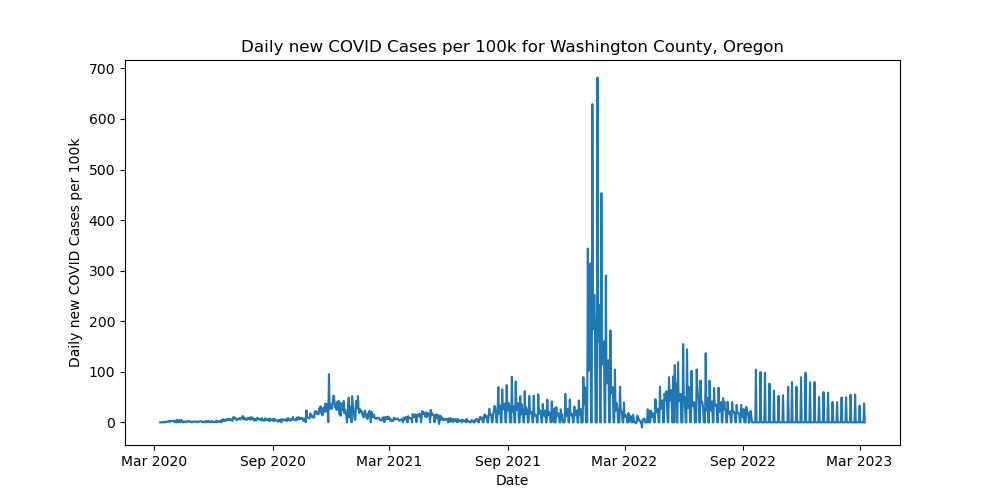 Daily new COVID Cases per 100k for Washington County, Oregon
700
600
500
400
300
200
100
0
Daily new COVID Cases per 100k
Mar 2020 Sep 2020 Mar 2021 Sep 2021 Mar 2022 Sep 2022 Mar 2023
Date